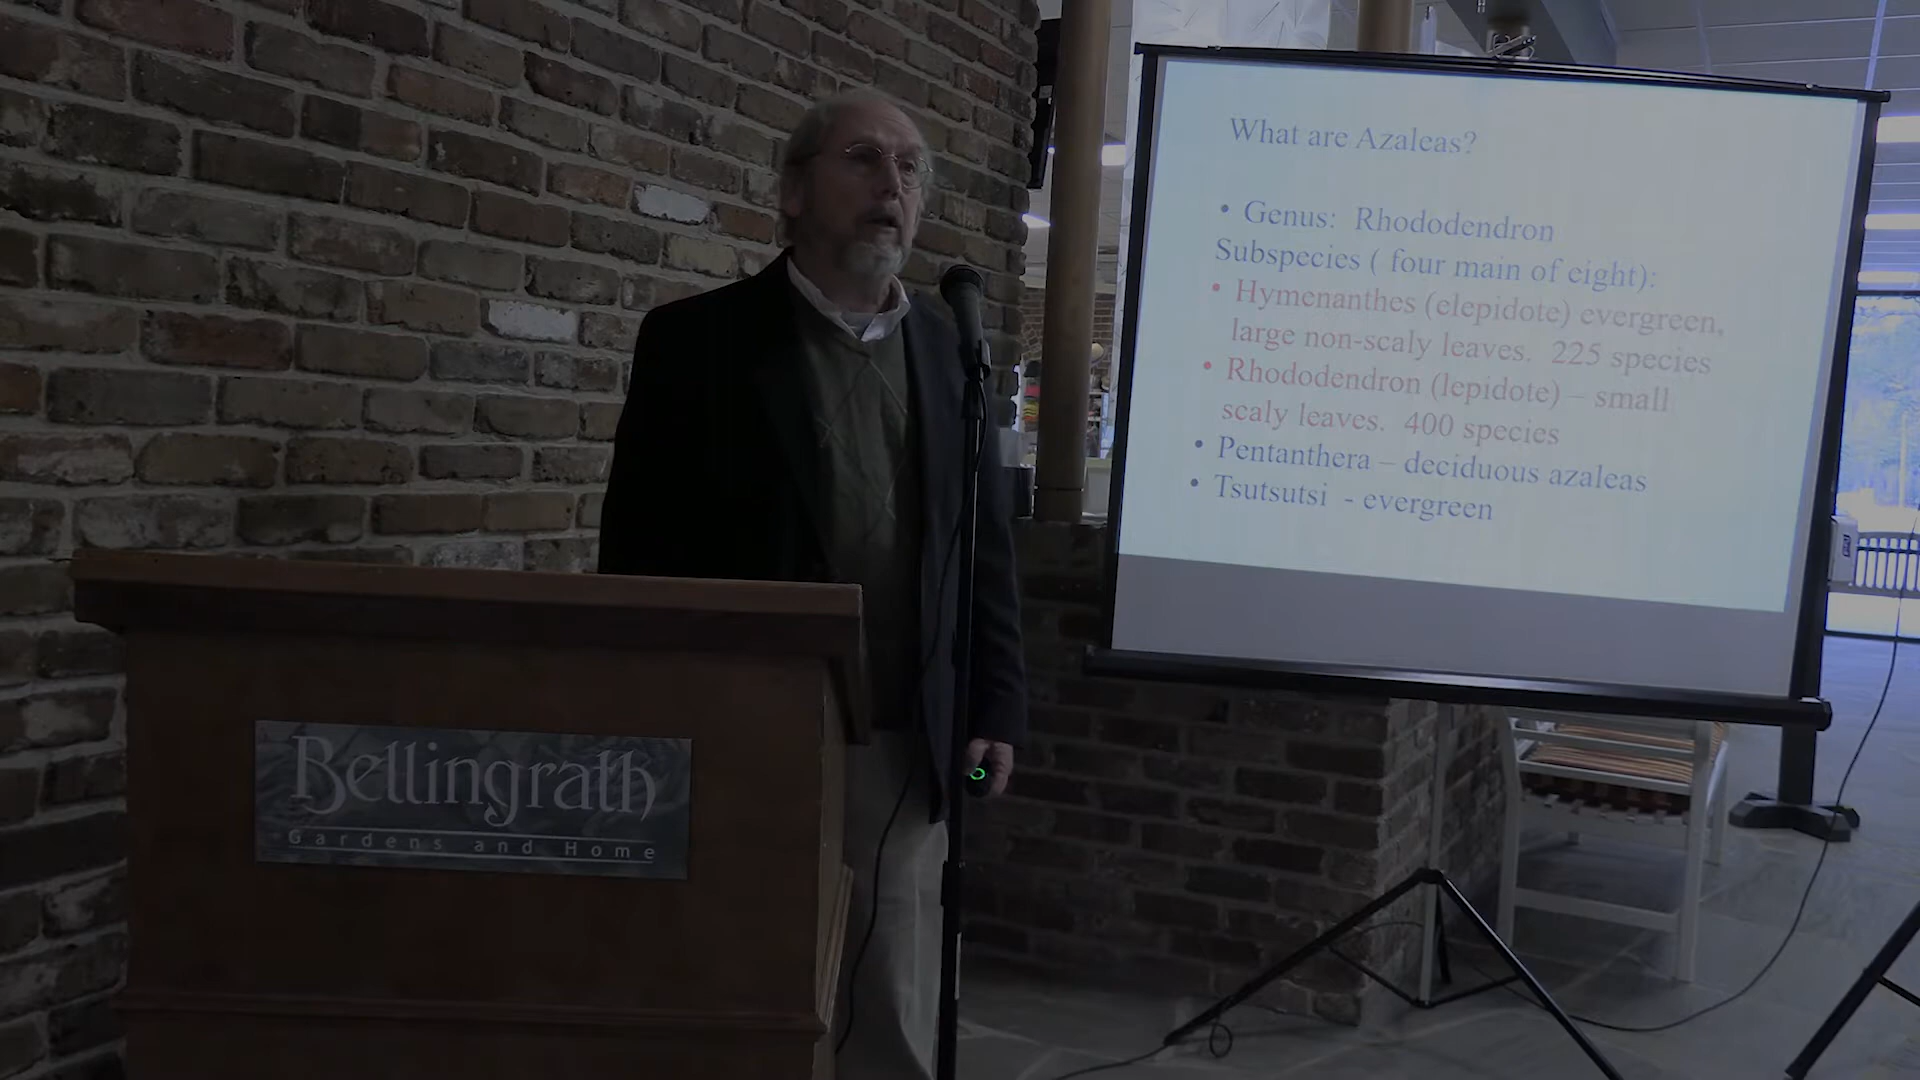 What are Azaleas?
• Genus: Rhododendron
Subspecies ( four main of eight):
• Hymenanthes (elepidote) evergreen,
large non-scaly leaves. 225 species
• Rhododendron (lepidote) – small
scaly leaves. 400 species
• Pentanthera – deciduous azaleas
• Tsutsutsi - evergreen
Bellingrath
Gardens and Home